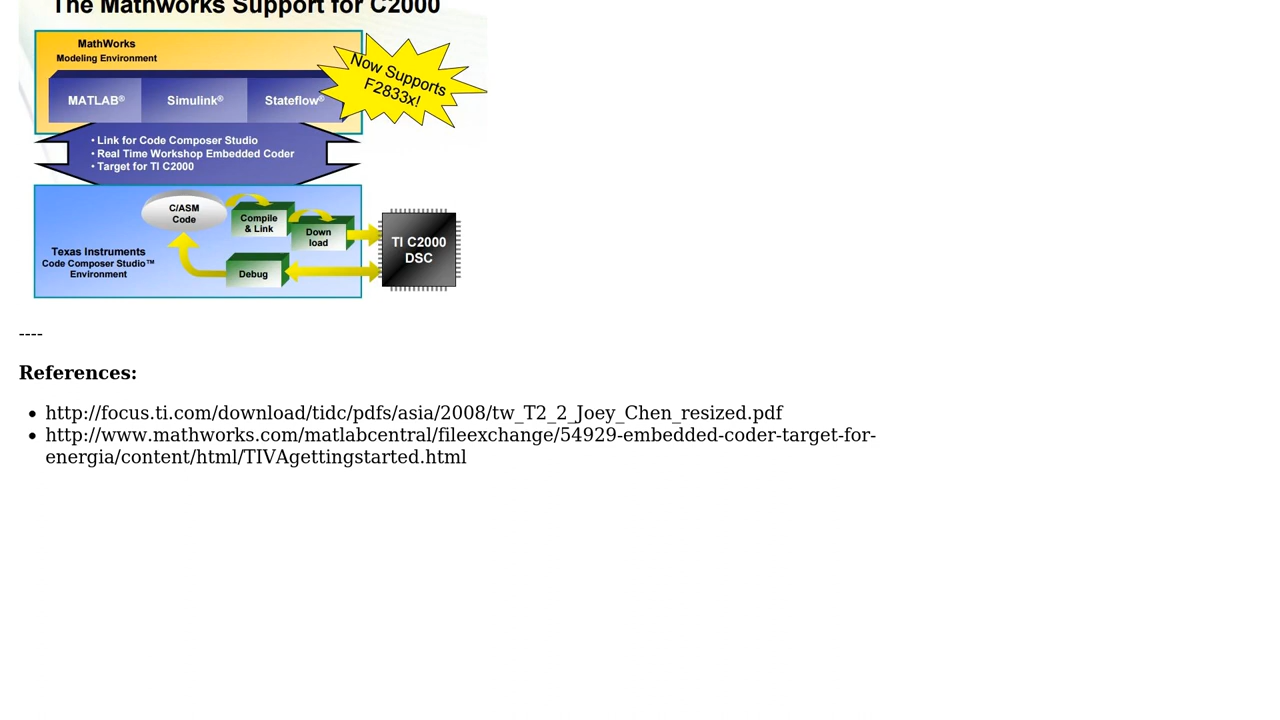 The Mathworks Support for C2000
MathWorks
Modeling Environment
Now Supports
F2833x!
MATLAB® Simulink® Stateflow®
• Link for Code Composer Studio
• Real Time Workshop Embedded Coder
• Target for TI C2000
C/ASM
Code
Compile
& Link
Down
load
TI C2000
DSC
Texas Instruments
Code Composer Studio™
Environment
Debug
----
References:
• http://focus.ti.com/download/tidc/pdfs/asia/2008/tw_T2_2_Joey_Chen_resized.pdf
• http://www.mathworks.com/matlabcentral/fileexchange/54929-embedded-coder-target-for-
energia/content/html/TIVAgettingstarted.html